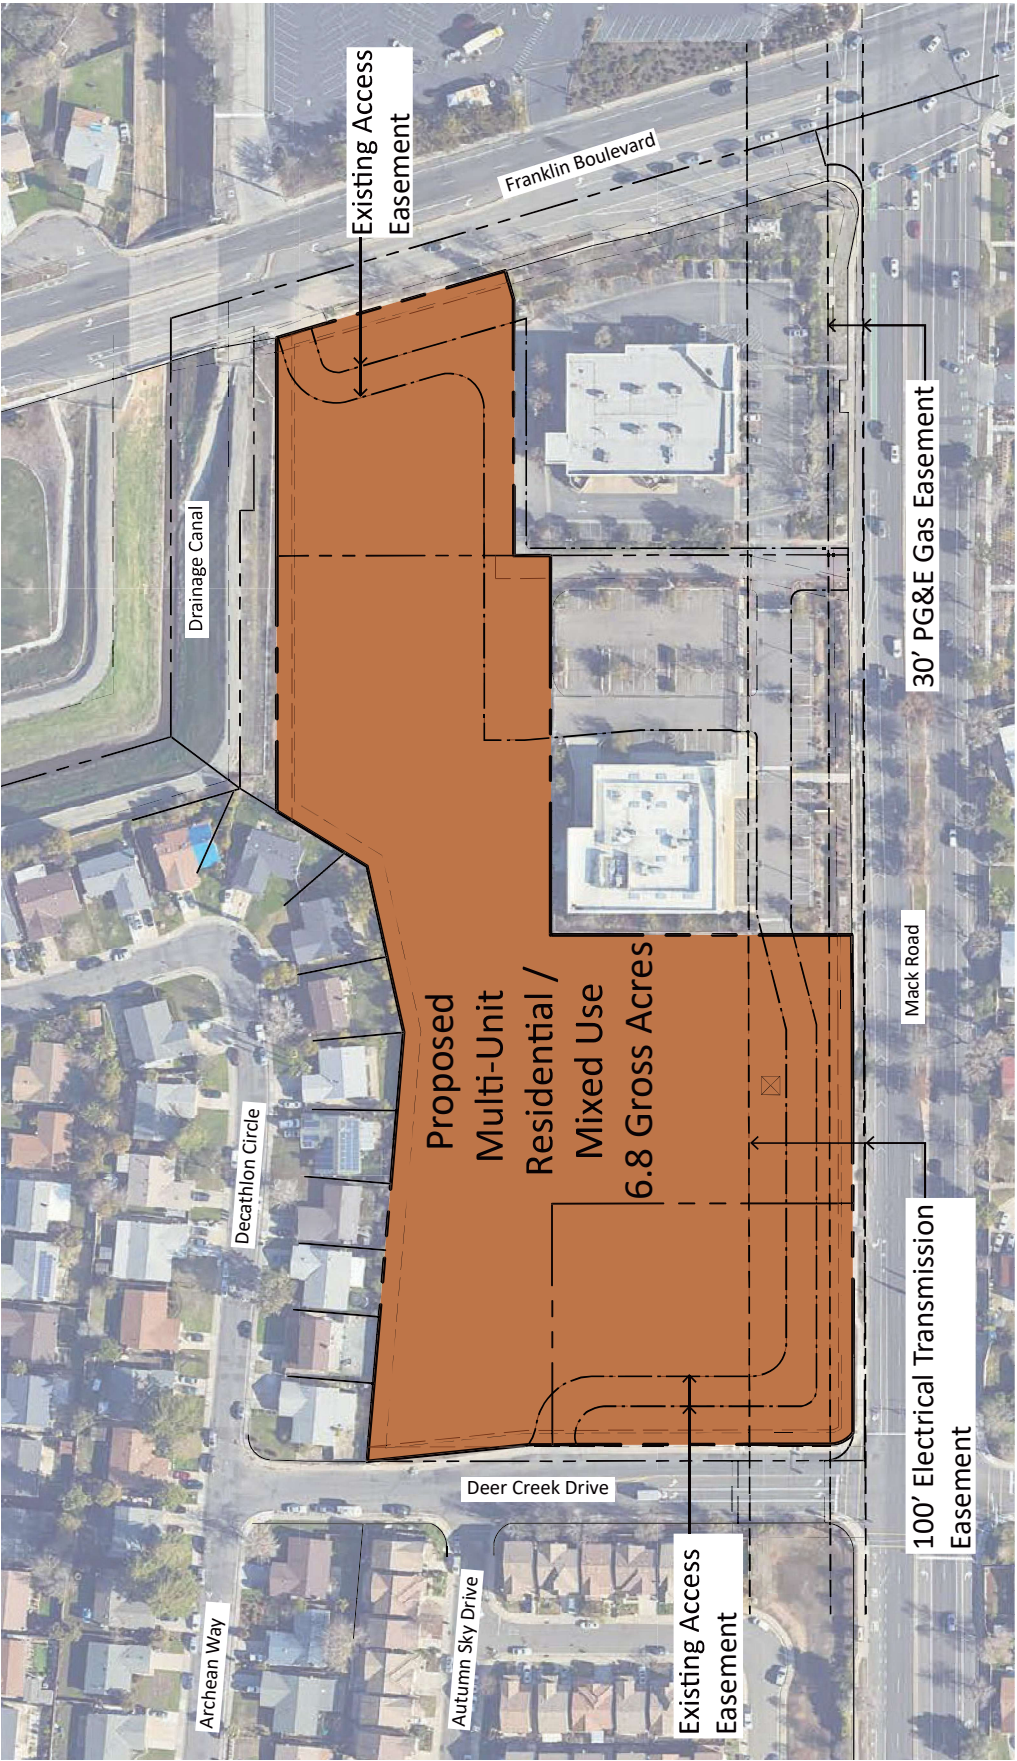 Existing Access
Easement
Franklin Boulevard
Drainage Canal
30’ PG&E Gas Easement
Proposed
Multi-Unit
Residential /
Mixed Use
6.8 Gross Acres
Mack Road
Decathlon Circle
100’ Electrical Transmission
Easement
Deer Creek Drive
Existing Access
Easement
Archean Way
Autumn Sky Drive